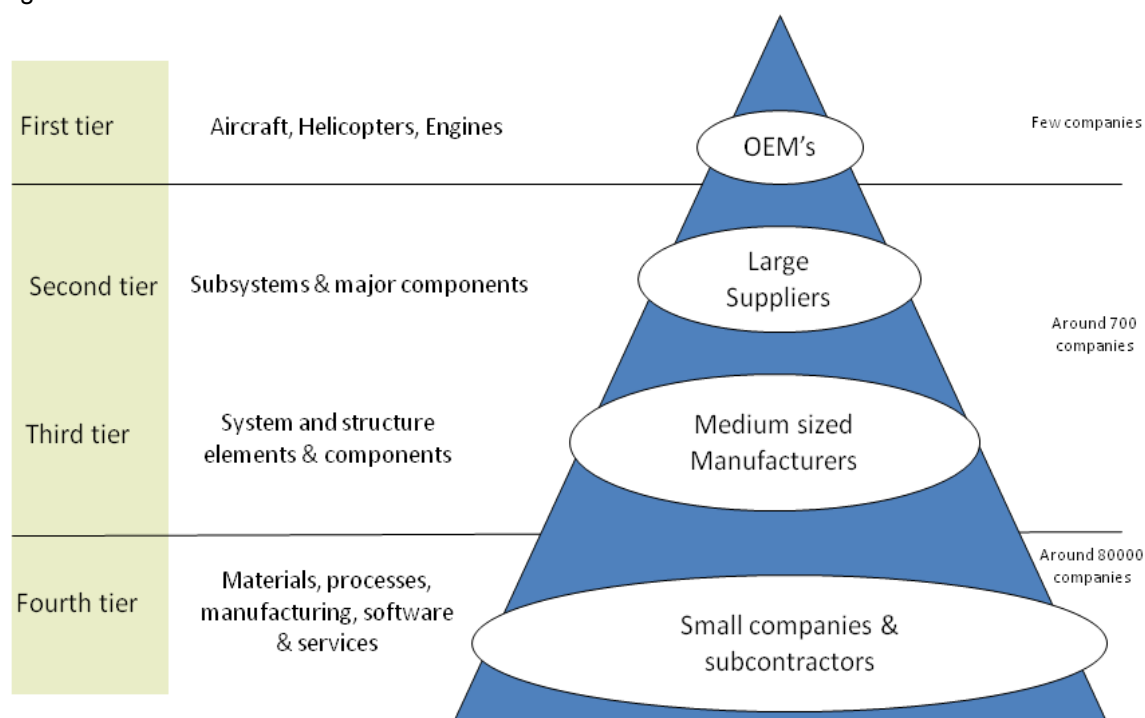 First tier
Aircraft, Helicopters, Engines
OEM's
Few companies
Second tier
Subsystems & major components
Large
Suppliers
Around 700
companies
Third tier
System and structure
elements & components
Medium sized
Manufacturers
Around 80000
companies
Fourth tier
Materials, processes,
manufacturing, software
& services
Small companies &
subcontractors